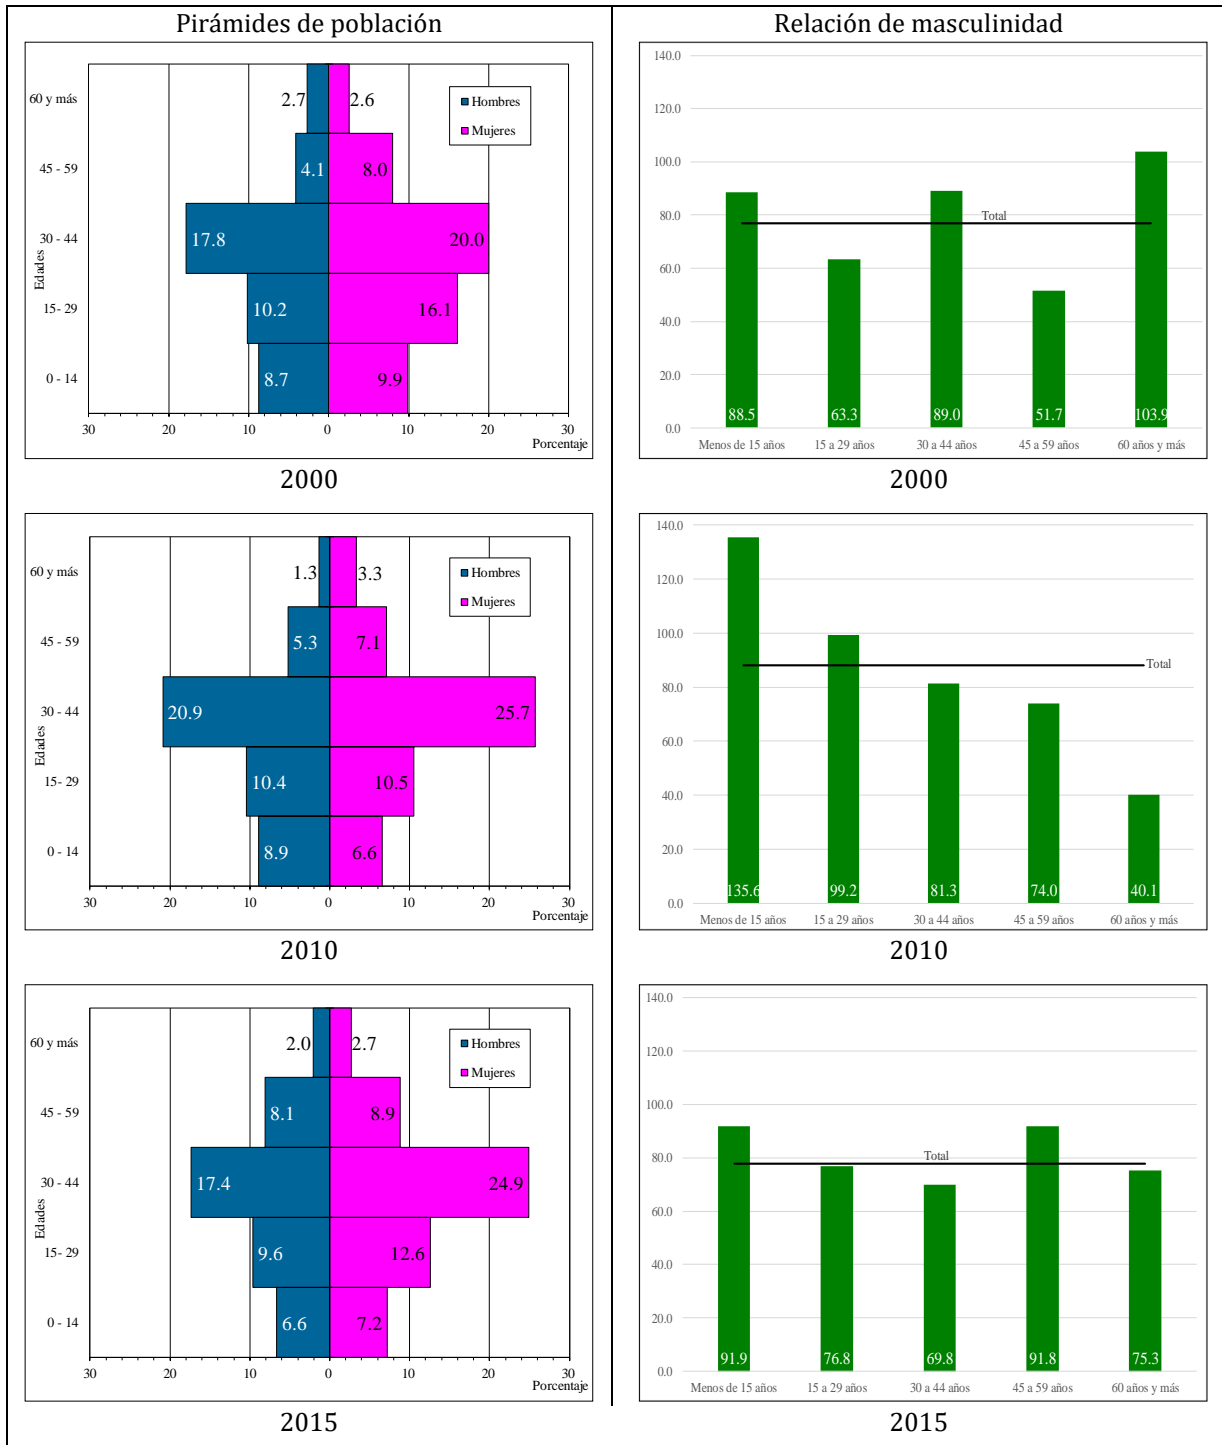 Pirámides de población
60 y más
45 - 59
30 - 44
15- 29
0 - 14
Edades
2.7
2.6
4.1
8.0
17.8
20.0
10.2
16.1
8.7
9.9
Hombres
Mujeres
30
20
10
0
10
20
30
Porcentaje
2000
Relación de masculinidad
140.0
120.0
100.0
80.0
60.0
40.0
20.0
0.0
Total
88.5
63.3
89.0
51.7
103.9
Menos de 15 años
15 a 29 años
30 a 44 años
45 a 59 años
60 años y más
2000
60 y más
45 - 59
30 - 44
15- 29
0 - 14
Edades
1.3
3.3
5.3
7.1
20.9
25.7
10.4
10.5
8.9
6.6
Hombres
Mujeres
30
20
10
0
10
20
30
Porcentaje
2010
140.0
120.0
100.0
80.0
60.0
40.0
20.0
0.0
Total
135.6
99.2
81.3
74.0
40.1
Menos de 15 años
15 a 29 años
30 a 44 años
45 a 59 años
60 años y más
2010
60 y más
45 - 59
30 - 44
15- 29
0 - 14
Edades
2.0
2.7
8.1
8.9
17.4
24.9
9.6
12.6
6.6
7.2
Hombres
Mujeres
30
20
10
0
10
20
30
Porcentaje
2015
140.0
120.0
100.0
80.0
60.0
40.0
20.0
0.0
Total
91.9
76.8
69.8
91.8
75.3
Menos de 15 años
15 a 29 años
30 a 44 años
45 a 59 años
60 años y más
2015